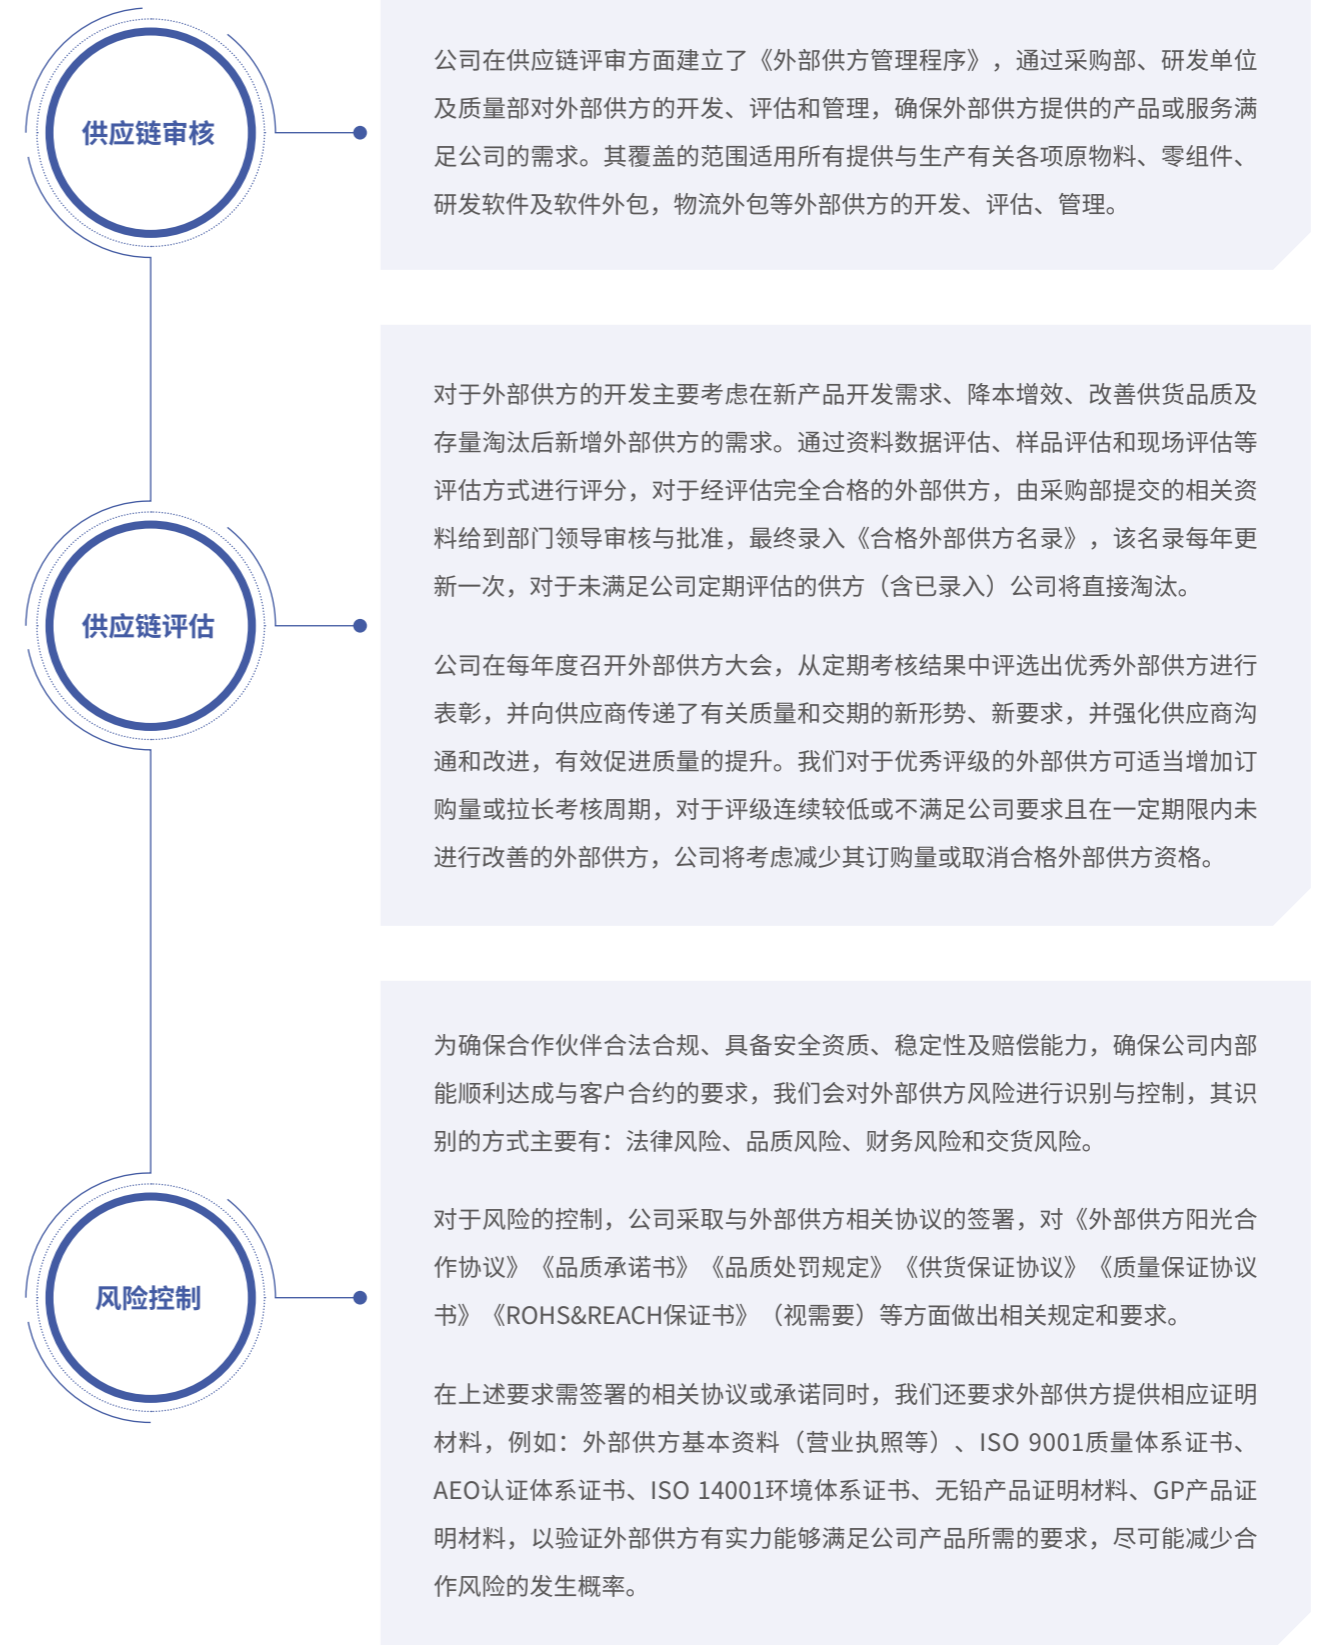 供应链审核
公司在供应链评审方面建立了《外部供方管理程序》，通过采购部、研发单位
及质量部对外部供方的开发、评估和管理，确保外部供方提供的产品或服务满
足公司的需求。其覆盖的范围适用所有提供与生产有关各项原物料、零组件、
研发软件及软件外包，物流外包等外部供方的开发、评估、管理。
供应链评估
对于外部供方的开发主要考虑在新产品开发需求、降本增效、改善供货品质及
存量淘汰后新增外部供方的需求。通过资料数据评估、样品评估和现场评估等
评估方式进行评分，对于经评估完全合格的外部供方，由采购部提交的相关资
料给到部门领导审核与批准，最终录入《合格外部供方名录》，该名录每年更
新一次，对于未满足公司定期评估的供方（含已录入）公司将直接淘汰。
公司在每年度召开外部供方大会，从定期考核结果中评选出优秀外部供方进行
表彰，并向供应商传递了有关质量和交期的新形势、新要求，并强化供应商沟
通和改进，有效促进质量的提升。我们对于优秀评级的外部供方可适当增加订
购量或拉长考核周期，对于评级连续较低或不满足公司要求且在一定期限内未
进行改善的外部供方，公司将考虑减少其订购量或取消合格外部供方资格。
风险控制
为确保合作伙伴合法合规、具备安全资质、稳定性及赔偿能力，确保公司内部
能顺利达成与客户合约的要求，我们会对外部供方风险进行识别与控制，其识
别的方式主要有：法律风险、品质风险、财务风险和交货风险。
对于风险的控制，公司采取与外部供方相关协议的签署，对《外部供方阳光合
作协议》《品质承诺书》《品质处罚规定》《供货保证协议》《质量保证协议
书》《ROHS&REACH保证书》（视需要）等方面做出相关规定和要求。
在上述要求需签署的相关协议或承诺同时，我们还要求外部供方提供相应证明
材料，例如：外部供方基本资料（营业执照等）、ISO 9001质量体系证书、
AEO认证体系证书、ISO 14001环境体系证书、无铅产品证明材料、GP产品证
明材料，以验证外部供方有实力能够满足公司产品所需的要求，尽可能减少合
作风险的发生概率。